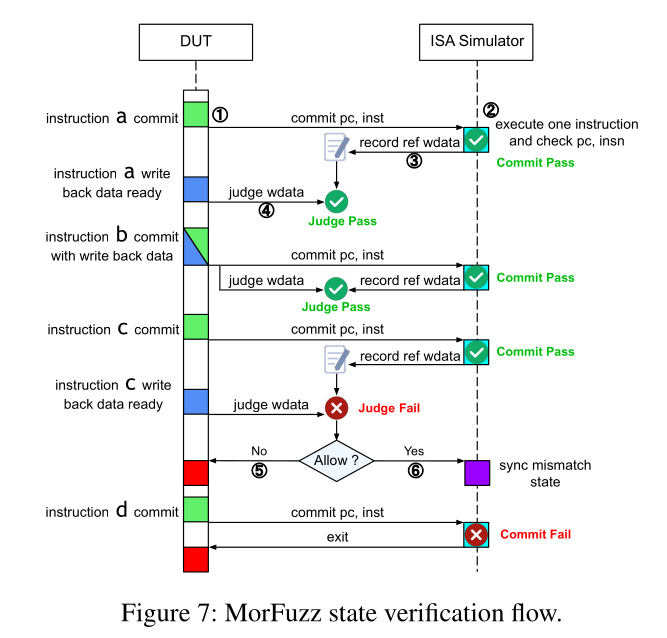 DUT
ISA Simulator
instruction a commit
①
commit pc, inst
②
execute one instruction
and check pc, insn
record ref wdata
③
Commit Pass
instruction a write
back data ready
judge wdata
④
Judge Pass
instruction b commit
with write back data
commit pc, inst
judge wdata
record ref wdata
Commit Pass
Judge Pass
instruction c commit
commit pc, inst
record ref wdata
Commit Pass
instruction c write
back data ready
judge wdata
Judge Fail
No
Allow ?
Yes
⑤
⑥
sync mismatch
state
instruction d commit
commit pc, inst
Commit Fail
exit
Figure 7: MorFuzz state verification flow.